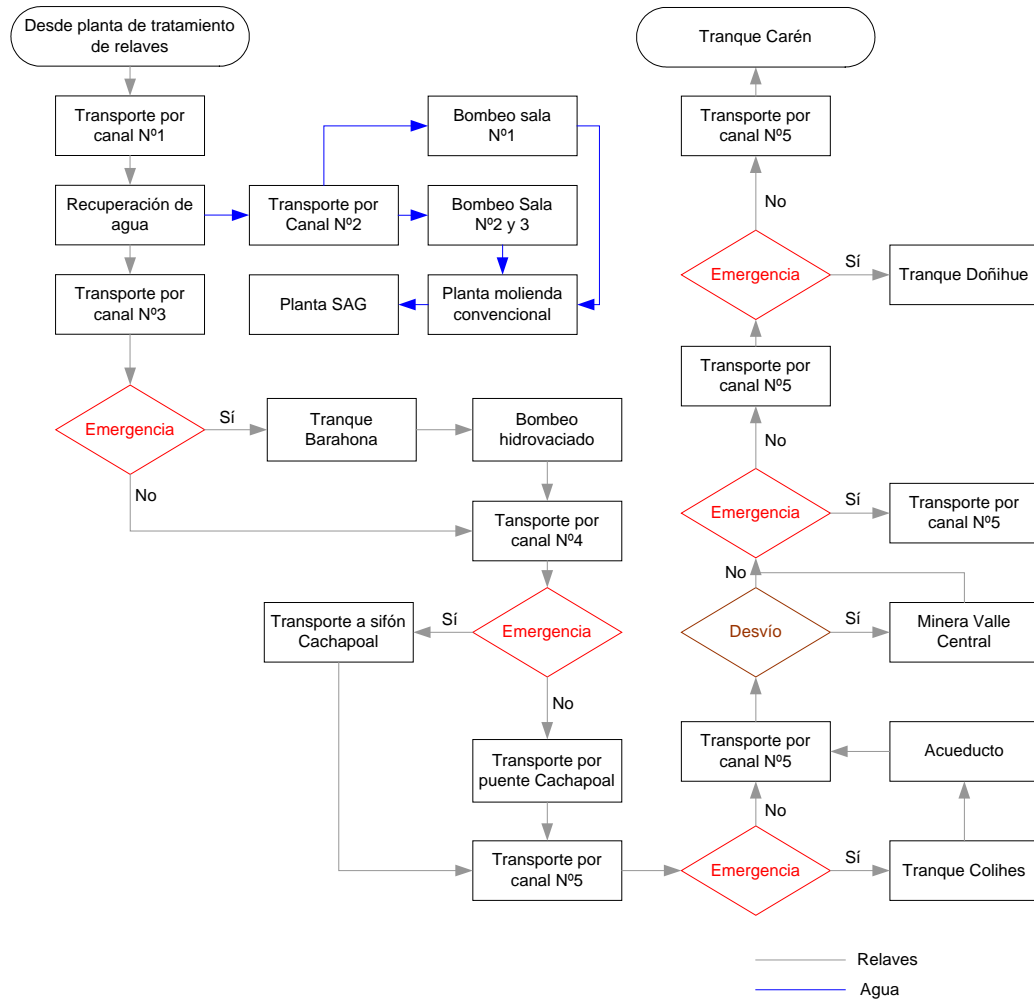 Desde planta de tratamiento
de relaves
Transporte por
canal Nº1
Recuperación de
agua
Transporte por
Canal Nº2
Bombeo sala
Nº1
Bombeo Sala
Nº2 y 3
Planta molienda
convencional
Planta SAG
Transporte por
canal Nº3
Emergencia
Sí
No
Tranque
Barahona
Bombeo
hidrovaciado
Tansporte por
canal Nº4
Emergencia
Sí
No
Transporte a sifón
Cachapoal
Transporte por
puente Cachapoal
Transporte por
canal Nº5
Emergencia
Sí
No
Tranque Colihes
Acueducto
Transporte por
canal Nº5
Desvío
Sí
No
Minera Valle
Central
Emergencia
Sí
No
Transporte por
canal Nº5
Transporte por
canal Nº5
Emergencia
Sí
No
Tranque Doñihue
Transporte por
canal Nº5
Tranque Carén
Relaves
Agua